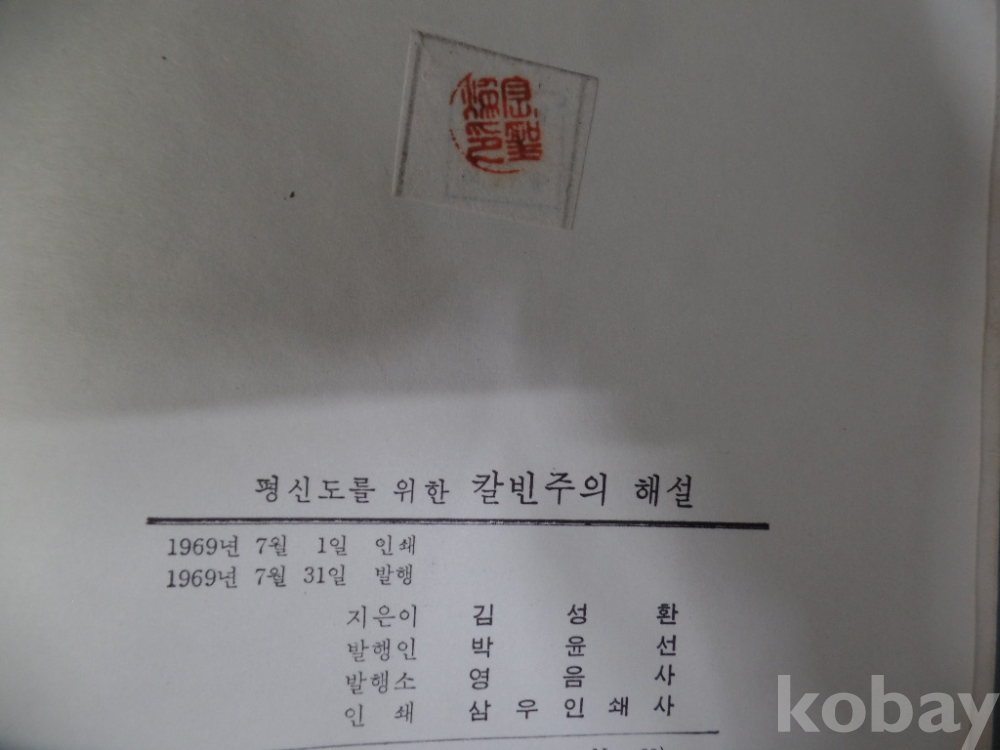 평신도를 위한 칼빈주의 해설
1969년 7월 1일 인쇄
1969년 7월 31일 발행
지은이 김 성 환
발행인 박 윤 선
발행소 영 음 사
인 쇄 삼 우 인 쇄 사
kobay